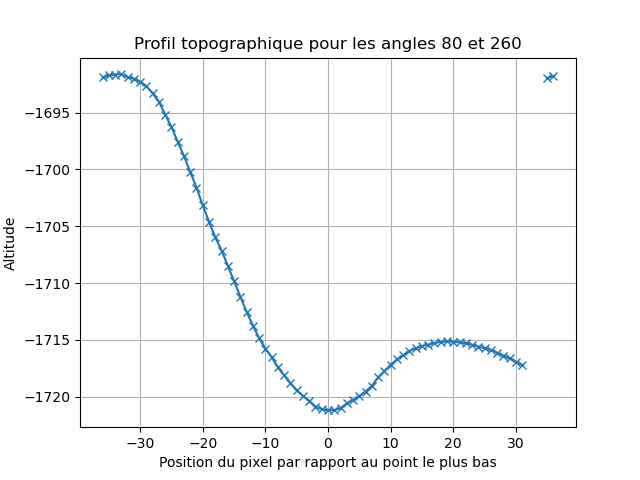 Profil topographique pour les angles 80 et 260
−1695
−1700
−1705
−1710
−1715
−1720
Altitude
−30 −20 −10 0 10 20 30
Position du pixel par rapport au point le plus bas